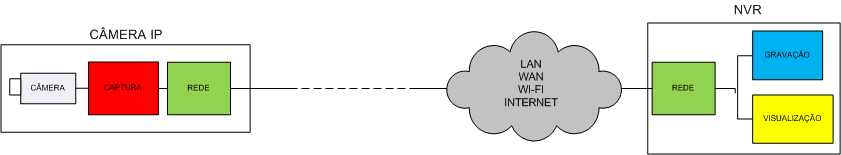 CÂMERA IP
CÂMERA
CAPTURA
REDE
LAN
WAN
WI-FI
INTERNET
NVR
REDE
GRAVAÇÃO
VISUALIZAÇÃO